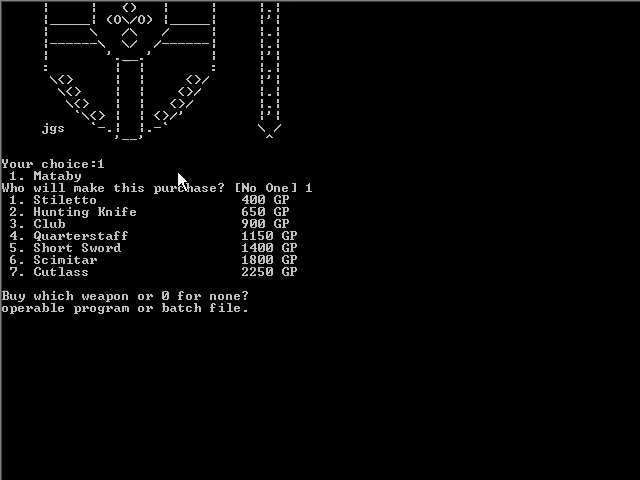 jgs
Your choice:1
1. Mataby
Who will make this purchase? [No One] 1
1. Stiletto 400 GP
2. Hunting Knife 650 GP
3. Club 900 GP
4. Quarterstaff 1150 GP
5. Short Sword 1400 GP
6. Scimitar 1800 GP
7. Cutlass 2250 GP
Buy which weapon or 0 for none?
operable program or batch file.